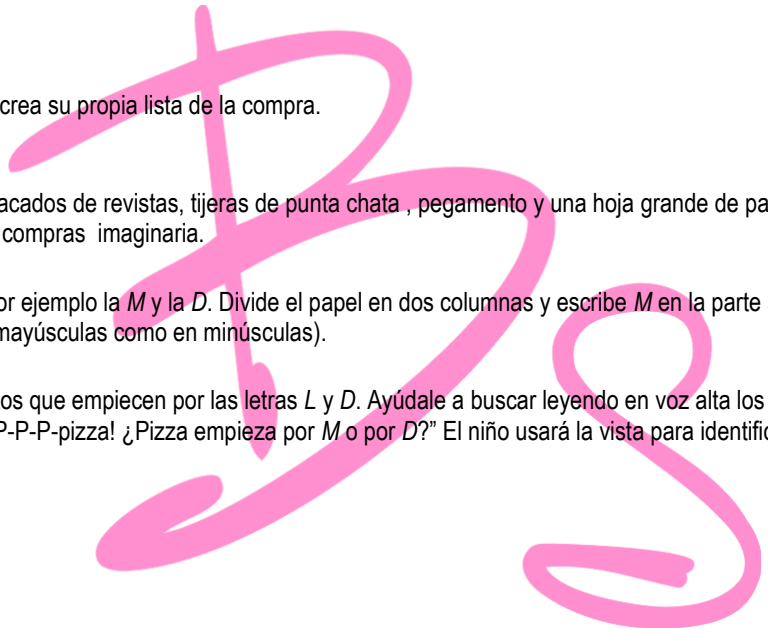 crea su propia lista de la compra.
acados de revistas, tijeras de punta chata , pegamento y una hoja grande de pa
compras imaginaria.
or ejemplo la M y la D. Divide el papel en dos columnas y escribe M en la parte
mayúsculas como en minúsculas).
os que empiecen por las letras L y D. Ayúdale a buscar leyendo en voz alta los
P-P-P-pizza! ¿Pizza empieza por M o por D?” El niño usará la vista para identific
BS